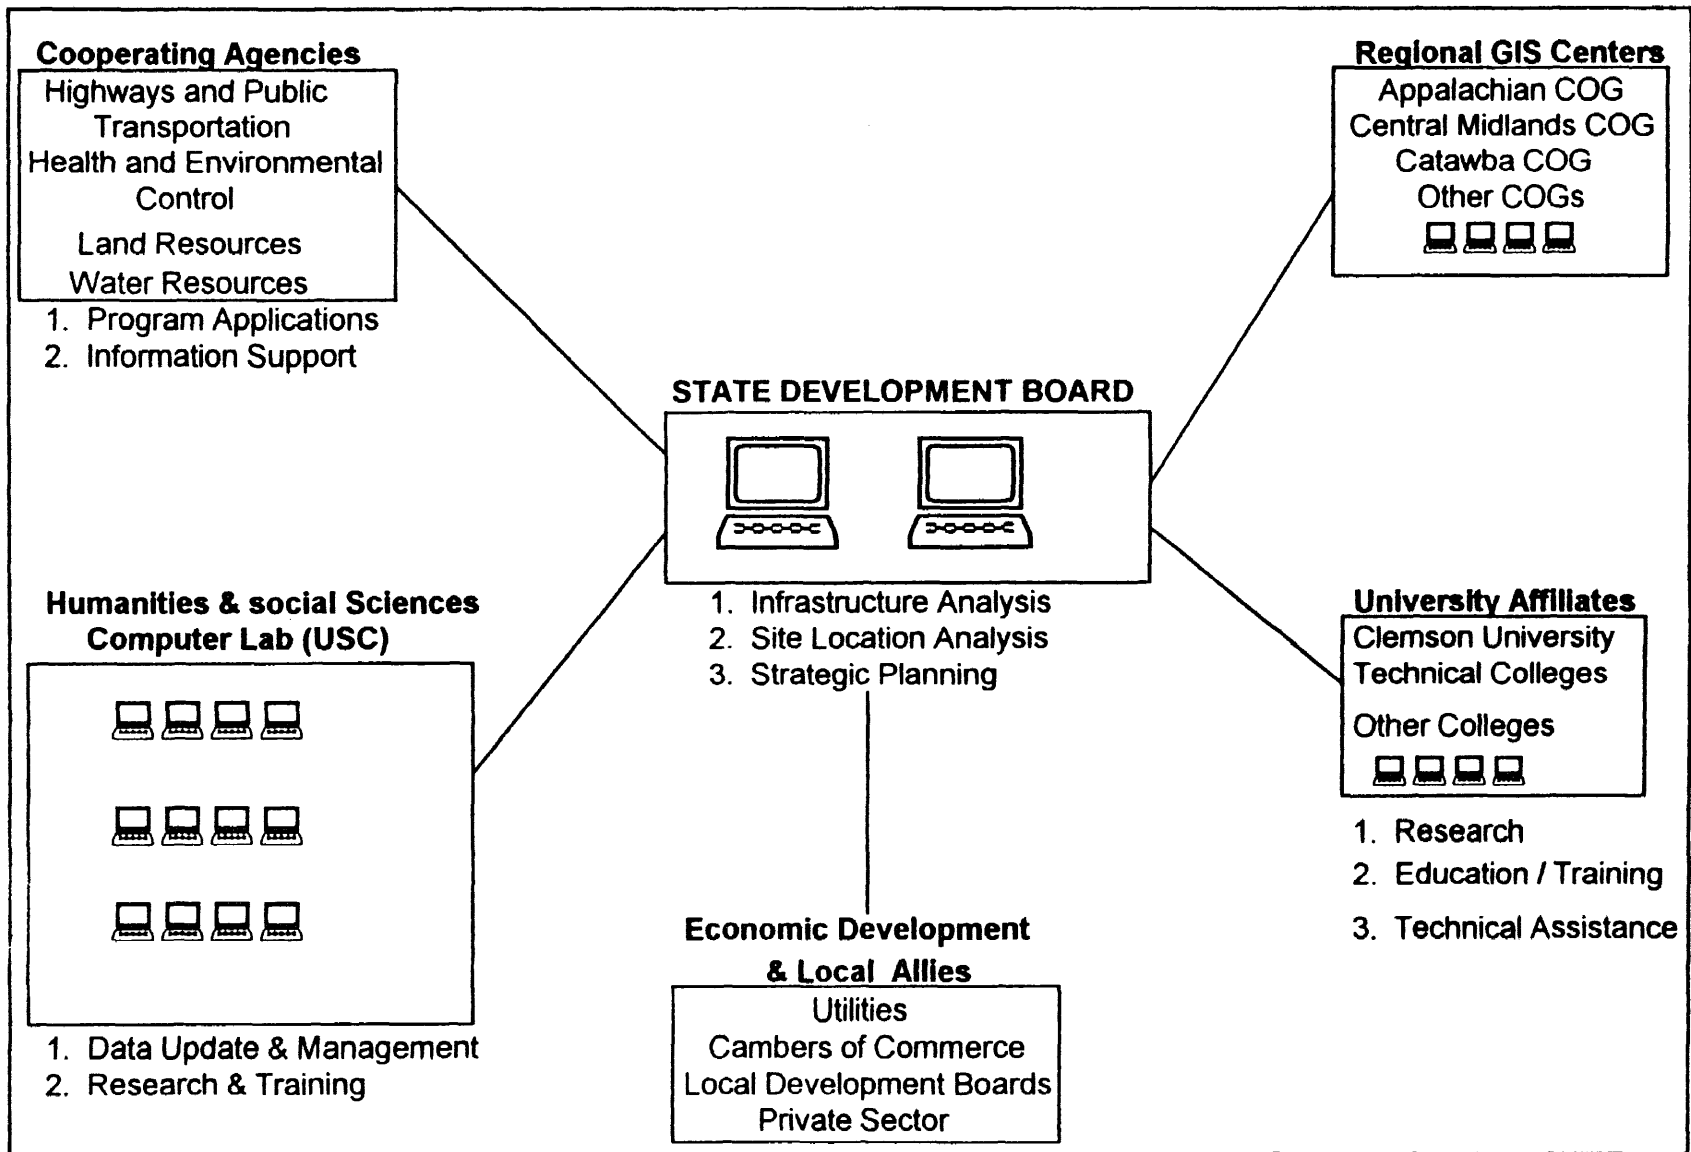 Cooperating Agencies
Highways and Public
Transportation
Health and Environmental
Control
Land Resources
Water Resources
1. Program Applications
2. Information Support
Regional GIS Centers
Appalachian COG
Central Midlands COG
Catawba COG
Other COGs
STATE DEVELOPMENT BOARD
1. Infrastructure Analysis
2. Site Location Analysis
3. Strategic Planning
Humanities & social Sciences
Computer Lab (USC)
1. Data Update & Management
2. Research & Training
University Affiliates
Clemson University
Technical Colleges
Other Colleges
1. Research
2. Education / Training
3. Technical Assistance
Economic Development
& Local Allies
Utilities
Cambers of Commerce
Local Development Boards
Private Sector